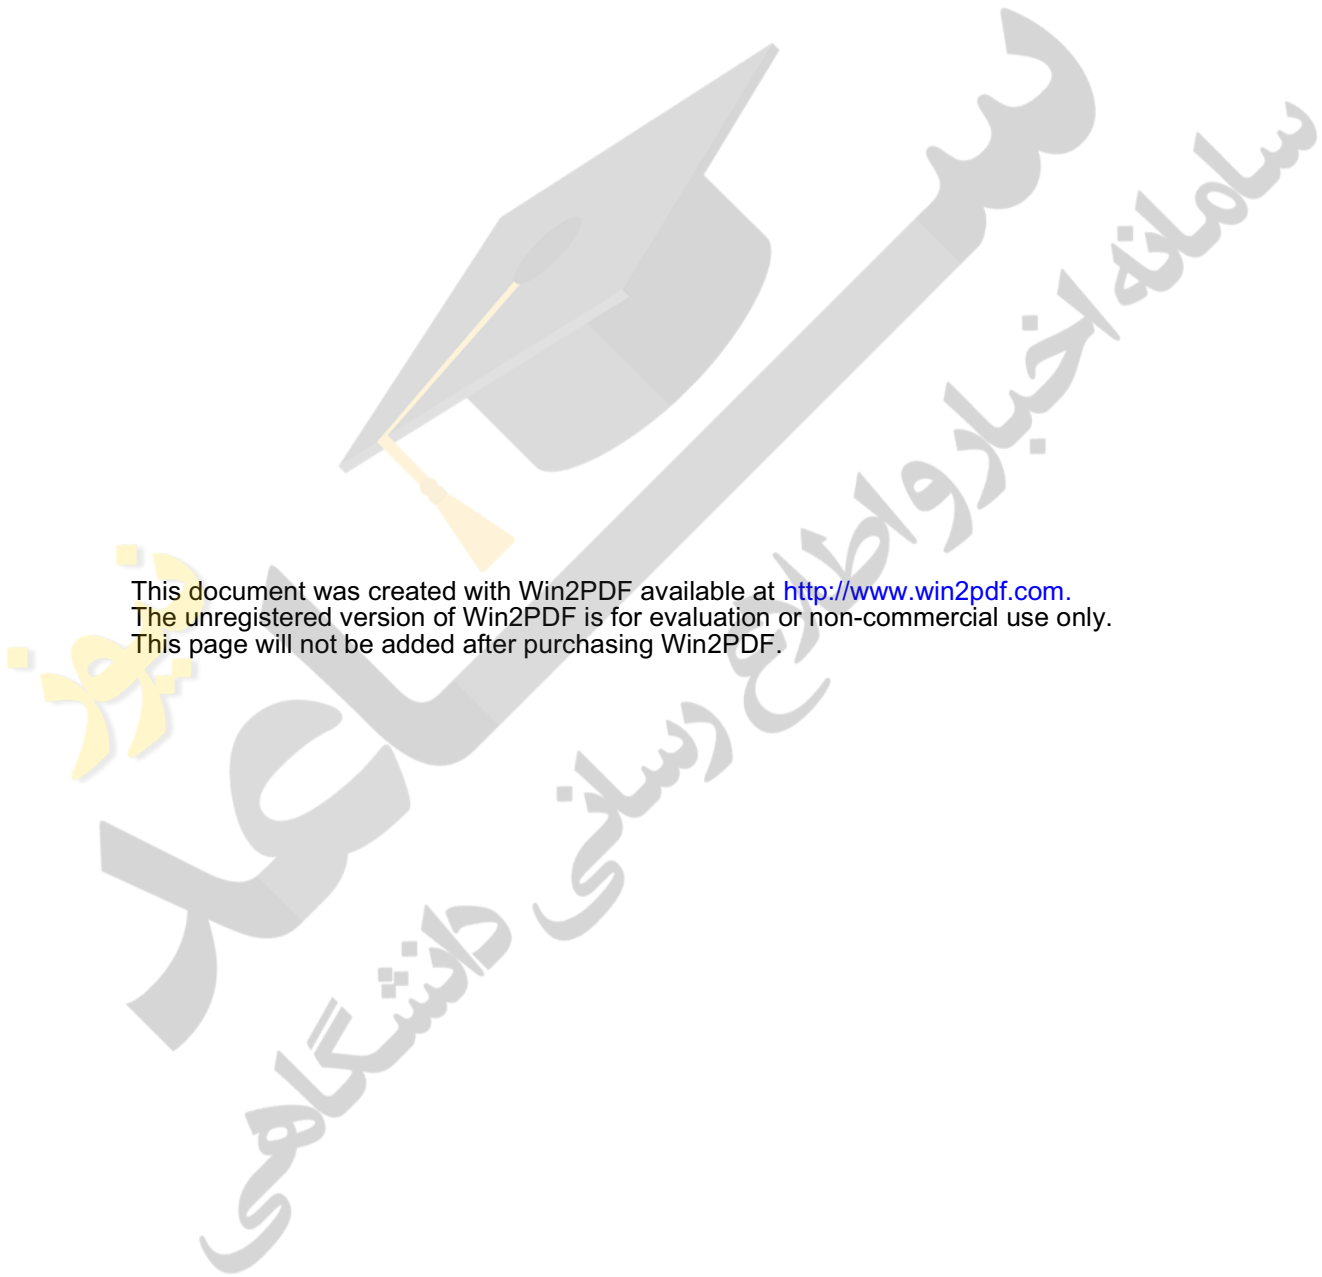 This document was created with Win2PDF available at http://www.win2pdf.com.
The unregistered version of Win2PDF is for evaluation or non-commercial use only.
This page will not be added after purchasing Win2PDF.
ساعد
نیوز
سامانه اخبار و اطلاع رسانی دانشگاهی